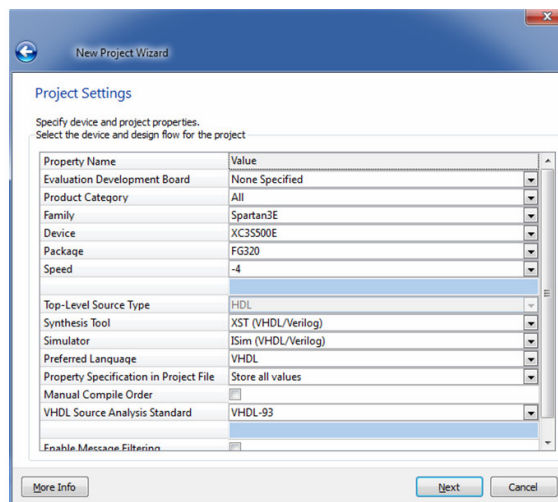 New Project Wizard
Project Settings
Specify device and project properties.
Select the device and design flow for the project
Property Name Value
Evaluation Development Board None Specified
Product Category All
Family Spartan3E
Device XC3S500E
Package FG320
Speed -4
Top-Level Source Type HDL
Synthesis Tool XST (VHDL/Verilog)
Simulator ISim (VHDL/Verilog)
Preferred Language VHDL
Property Specification in Project File Store all values
Manual Compile Order
VHDL Source Analysis Standard VHDL-93
Enable Message Filtering
More Info Next Cancel